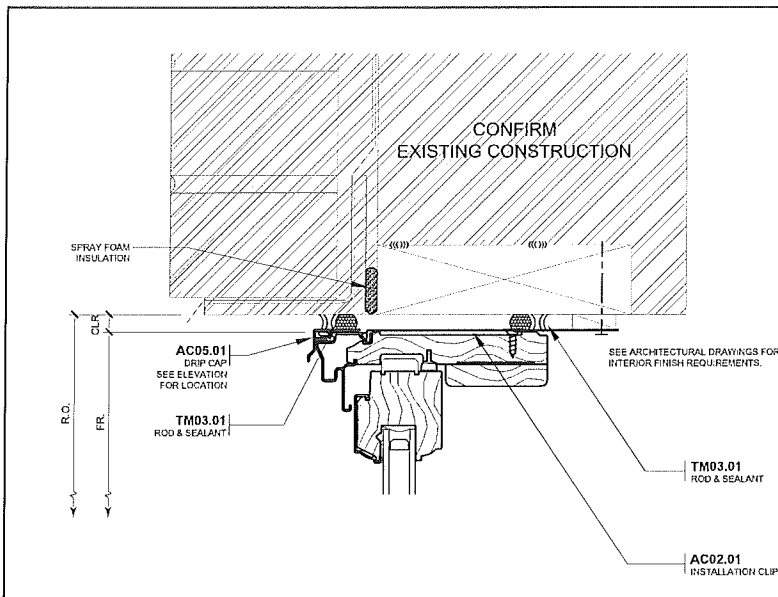 CONFIRM
EXISTING CONSTRUCTION
SPRAY FOAM
INSULATION
CLR.
R.O.
FR.
AC05.01
DRIP CAP
SEE ELEVATION
FOR LOCATION
TM03.01
ROD & SEALANT
SEE ARCHITECTURAL DRAWINGS FOR
INTERIOR FINISH REQUIREMENTS.
TM03.01
ROD & SEALANT
AC02.01
INSTALLATION CLIP